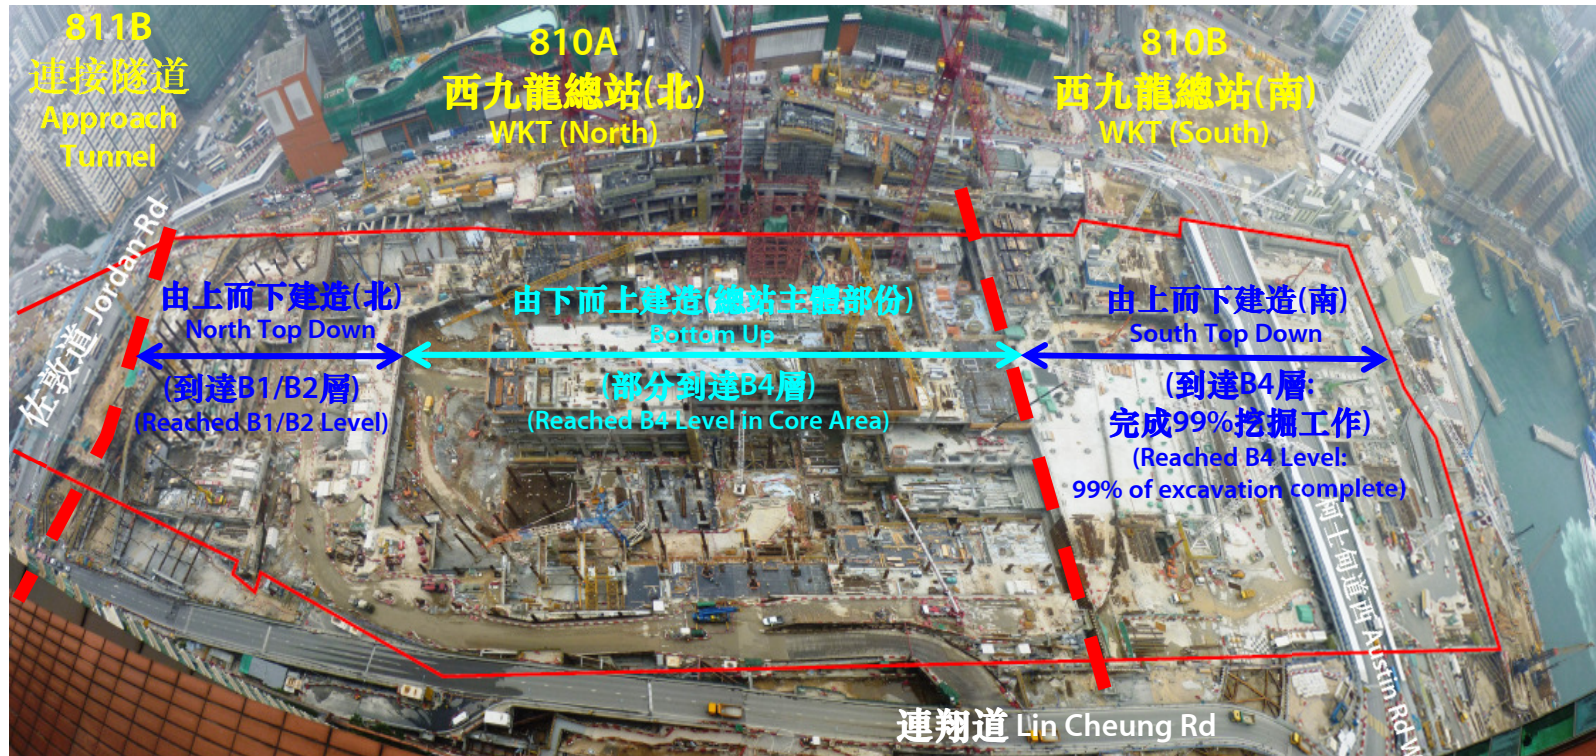 811B
連接隧道
Approach
Tunnel
810A
西九龍總站(北)
WKT (North)
810B
西九龍總站(南)
WKT (South)
佐敦道 Jordan Rd
由上而下建造(北)
North Top Down
(到達B1/B2層)
(Reached B1/B2 Level)
由下而上建造(總站主體部份)
Bottom Up
(部分到達B4層)
(Reached B4 Level in Core Area)
由上而下建造(南)
South Top Down
(到達B4層:
完成99%挖掘工作)
(Reached B4 Level:
99% of excavation complete)
柯士甸道西 Austin Rd W
連翔道 Lin Cheung Rd